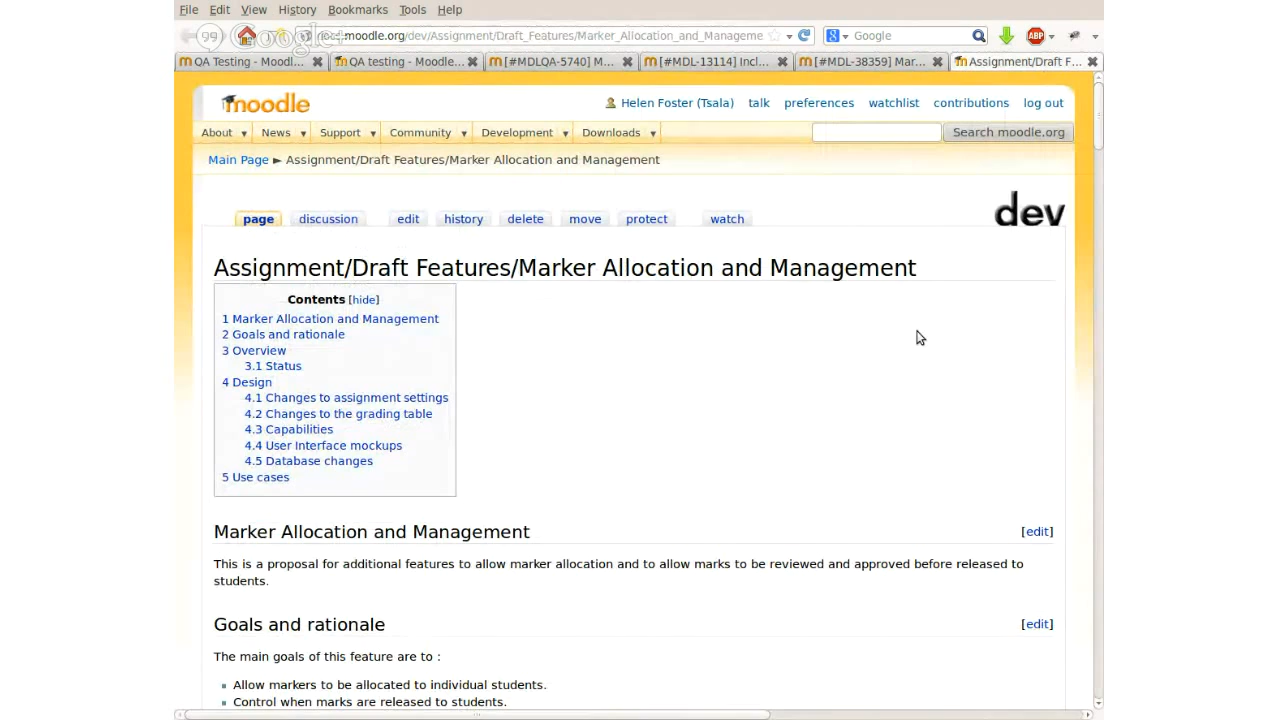 File Edit View History Bookmarks Tools Help
Google+
moodle.org/dev/Assignment/Draft_Features/Marker_Allocation_and_Manageme
Google
ABP
QA Testing - Moodl... QA testing - Moodle... [#MDLQA-5740] M... [#MDL-13114] Incl... [#MDL-38359] Mar... Assignment/Draft F...
moodle
Helen Foster (Tsala) talk preferences watchlist contributions log out
About News Support Community Development Downloads Search moodle.org
Main Page ► Assignment/Draft Features/Marker Allocation and Management
dev
page discussion edit history delete move protect watch
Assignment/Draft Features/Marker Allocation and Management
Contents [hide]
1 Marker Allocation and Management
2 Goals and rationale
3 Overview
3.1 Status
4 Design
4.1 Changes to assignment settings
4.2 Changes to the grading table
4.3 Capabilities
4.4 User Interface mockups
4.5 Database changes
5 Use cases
Marker Allocation and Management [edit]
This is a proposal for additional features to allow marker allocation and to allow marks to be reviewed and approved before released to
students.
Goals and rationale [edit]
The main goals of this feature are to :
Allow markers to be allocated to individual students.
Control when marks are released to students.